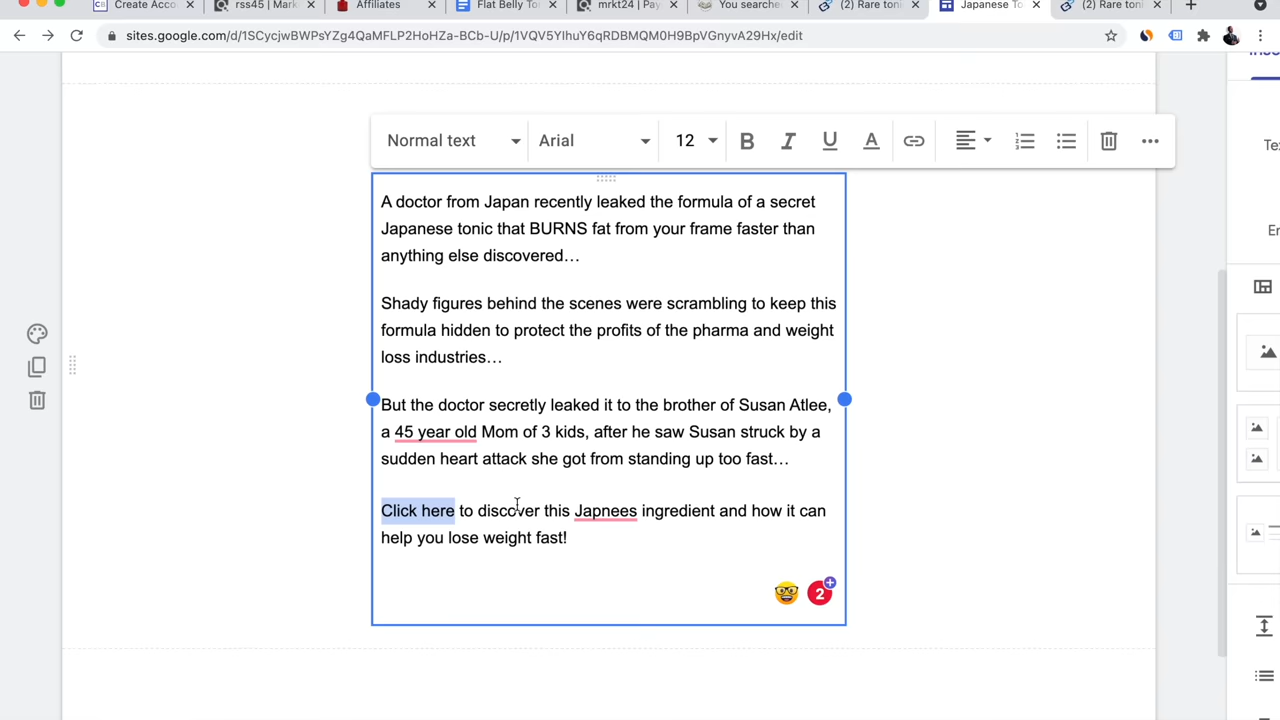 Create Acco
rss45 | Mark
Affiliates
Flat Belly To
mrkt24 | Pay
You searche
(2) Rare toni
Japanese To
(2) Rare toni
sites.google.com/d/1SCycjwBWPsYZg4QaMFLP2HoHZa-BCb-U/p/1VQV5YlhuY6qRDBMQM0H9BpVGnyvA29Hx/edit
Normal text
Arial
12
A doctor from Japan recently leaked the formula of a secret
Japanese tonic that BURNS fat from your frame faster than
anything else discovered…
Shady figures behind the scenes were scrambling to keep this
formula hidden to protect the profits of the pharma and weight
loss industries…
But the doctor secretly leaked it to the brother of Susan Atlee,
a 45 year old Mom of 3 kids, after he saw Susan struck by a
sudden heart attack she got from standing up too fast…
Click here to discover this Japnees ingredient and how it can
help you lose weight fast!
2
Te
Er